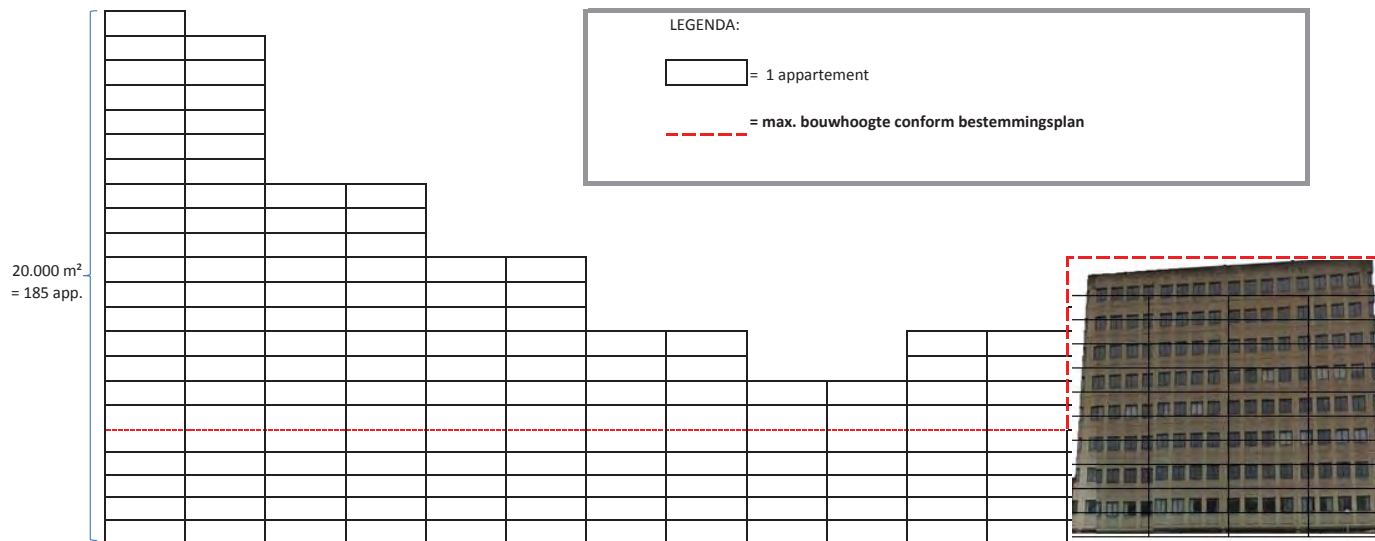 LEGENDA:
= 1 appartement
= max. bouwhoogte conform bestemmingsplan
20.000 m²
= 185 app.